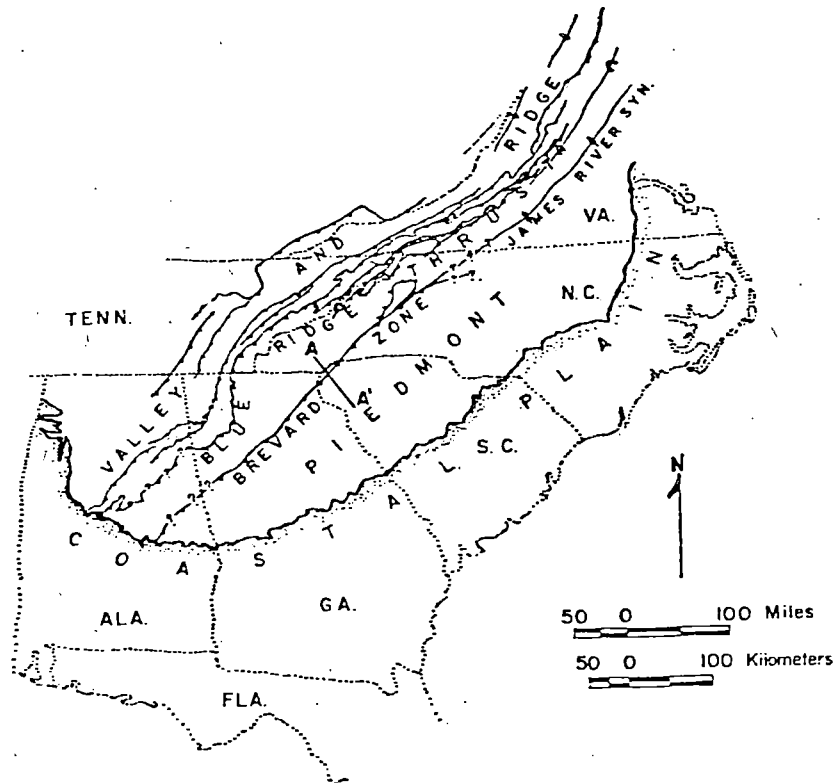 VALLEY AND RIDGE
BLUE RIDGE THRUST
BREVARD ZONE
JAMES RIVER SYN.
PIEDMONT
COASTAL PLAIN
VA.
N.C.
TENN.
A
A'
S.C.
N
ALA.
GA.
FLA.
50 0 100 Miles
50 0 100 Kilometers